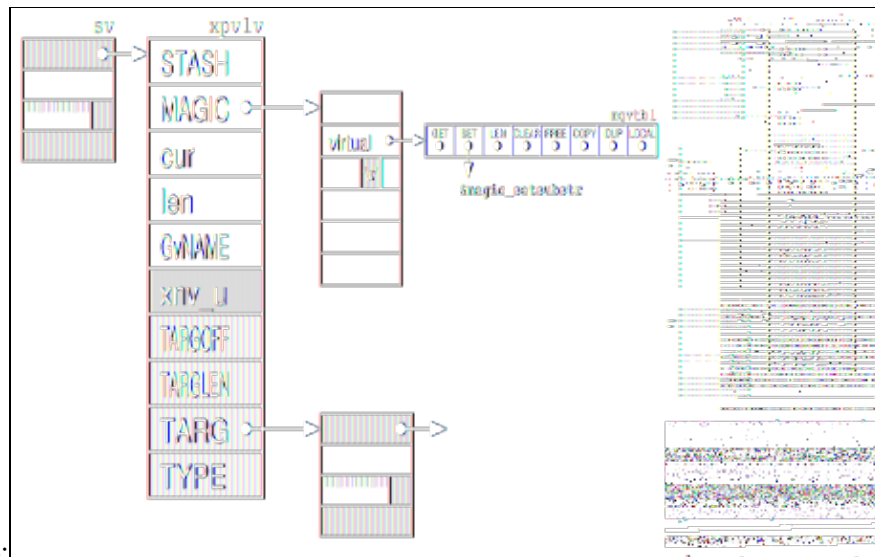 sv
xpvlv
STASH
MAGIC
cur
len
GvNAME
xnv_u
TARGOFF
TARGLEN
TARG
TYPE
virtual
mgvtbl
GET SET LEN CLEAR FREE COPY DUP LOCAL
&magic_setsubstr